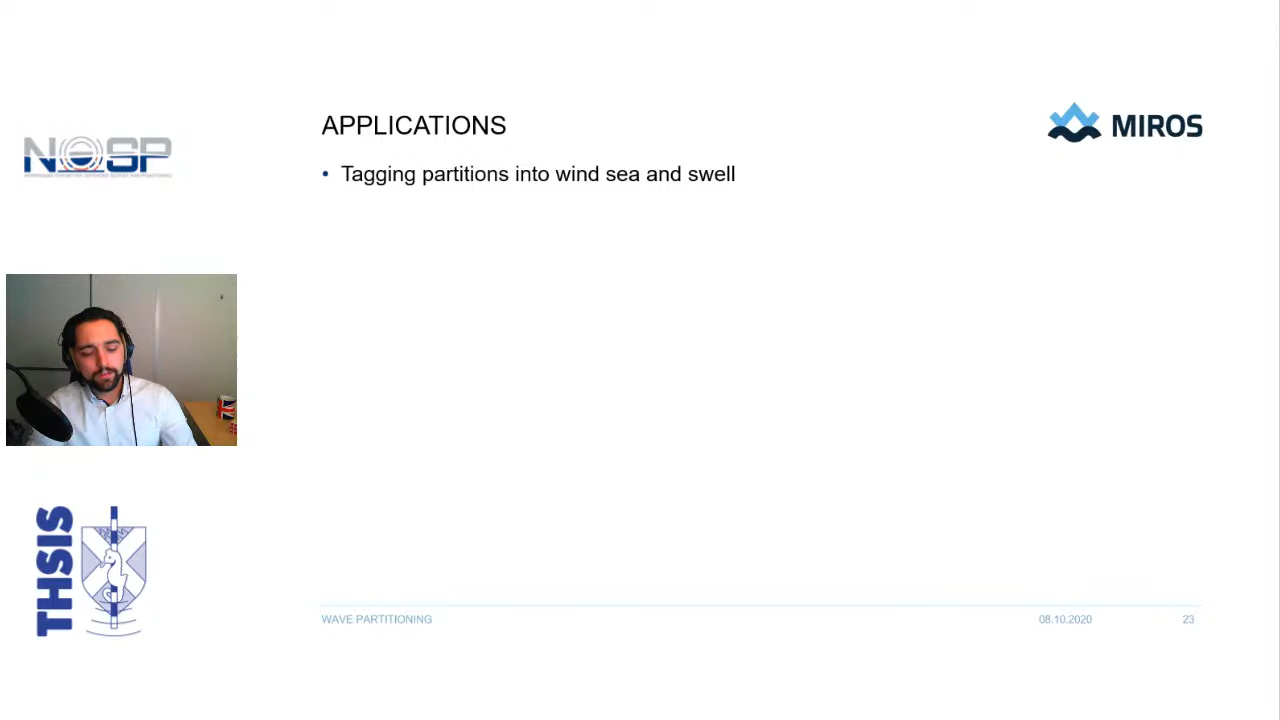 APPLICATIONS
MIROS
• Tagging partitions into wind sea and swell
THSIS
WAVE PARTITIONING
08.10.2020
23